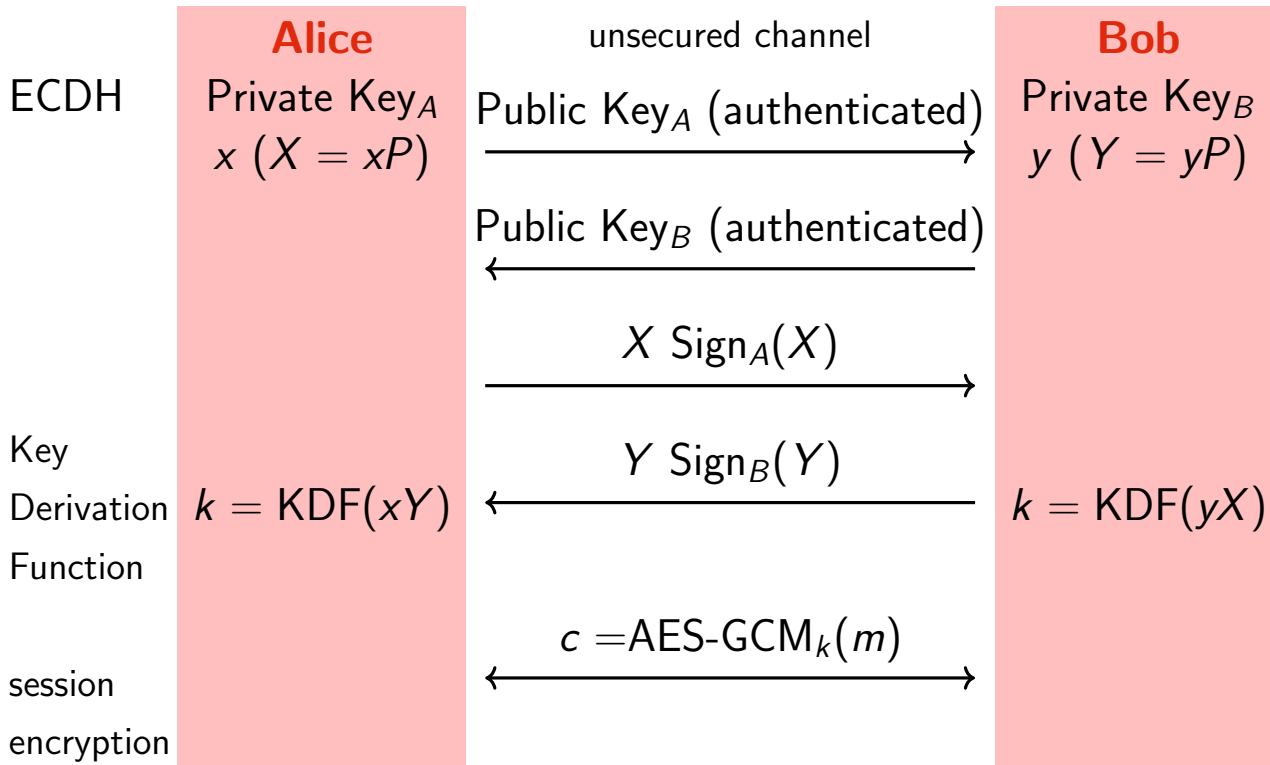 Alice unsecured channel Bob
ECDH Private Key_A Public Key_A (authenticated) Private Key_B
x (X = xP) y (Y = yP)
Public Key_B (authenticated)
X Sign_A(X)
Key
Y Sign_B(Y)
Derivation k = KDF(xY) k = KDF(yX)
Function
c =AES-GCM_k(m)
session
encryption